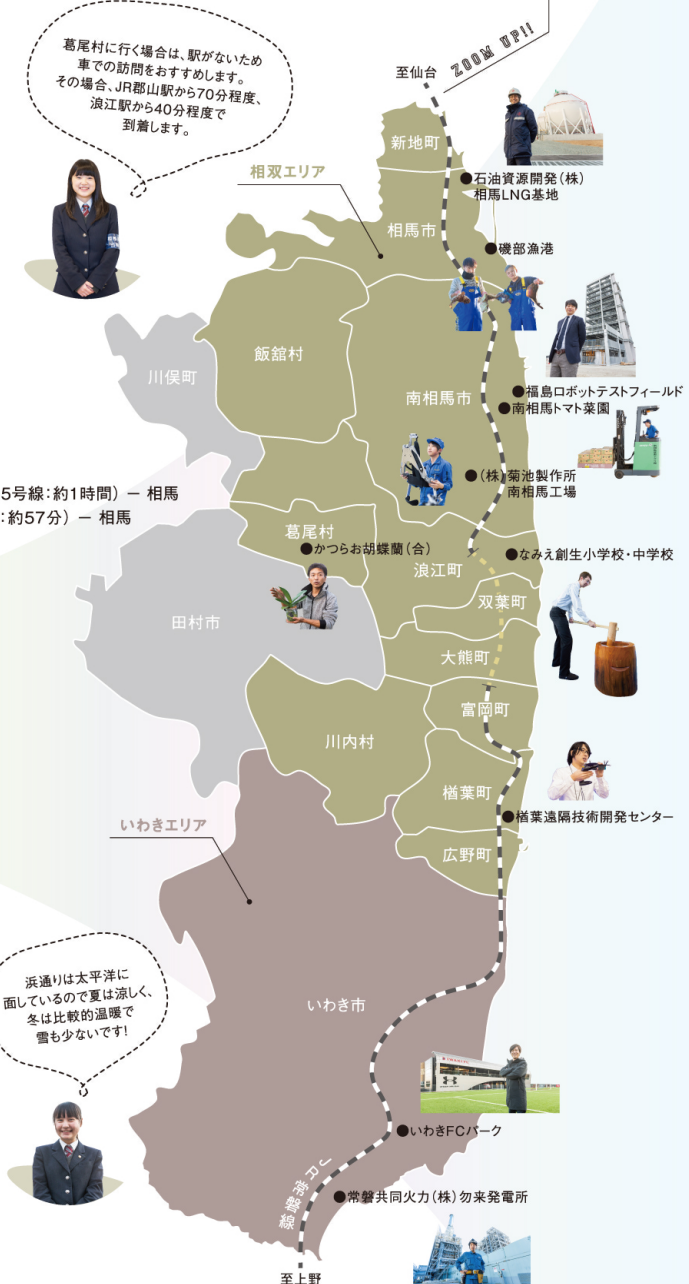 葛尾村に行く場合は、駅がないため
車での訪問をおすすめします。
その場合、JR郡山駅から70分程度、
浪江駅から40分程度で
到着します。
ZOOM UP!!
至仙台
新地町
相双エリア
●石油資源開発(株)
相馬LNG基地
相馬市
●磯部漁港
飯舘村
川俣町
南相馬市
●福島ロボットテストフィールド
●南相馬トマト菜園
●(株)菊池製作所
南相馬工場
5号線:約1時間) − 相馬
:約57分) − 相馬
葛尾村
●かつらお胡蝶蘭(合)
浪江町
●なみえ創生小学校・中学校
双葉町
田村市
大熊町
富岡町
川内村
楢葉町
●楢葉遠隔技術開発センター
いわきエリア
広野町
浜通りは太平洋に
面しているので夏は涼しく、
冬は比較的温暖で
雪も少ないです!
いわき市
●いわきFCパーク
JR常磐線
●常磐共同火力(株)勿来発電所
至上野